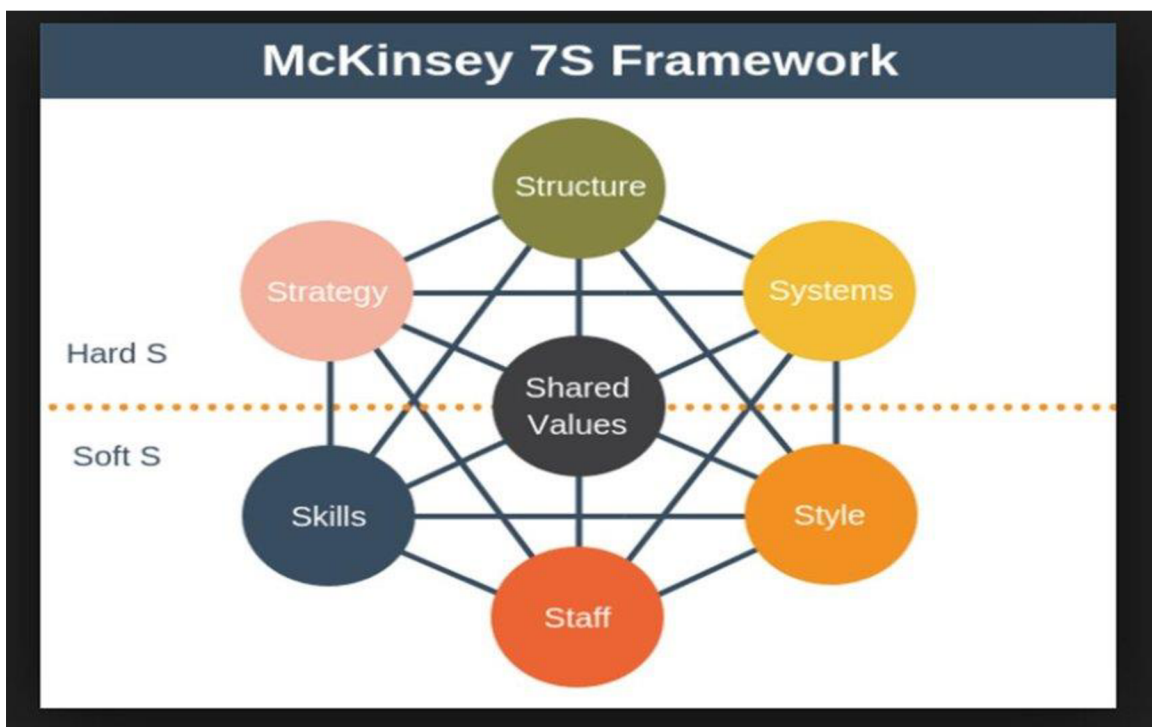 McKinsey 7S Framework
Structure
Strategy
Systems
Hard S
Shared
Values
Soft S
Skills
Style
Staff